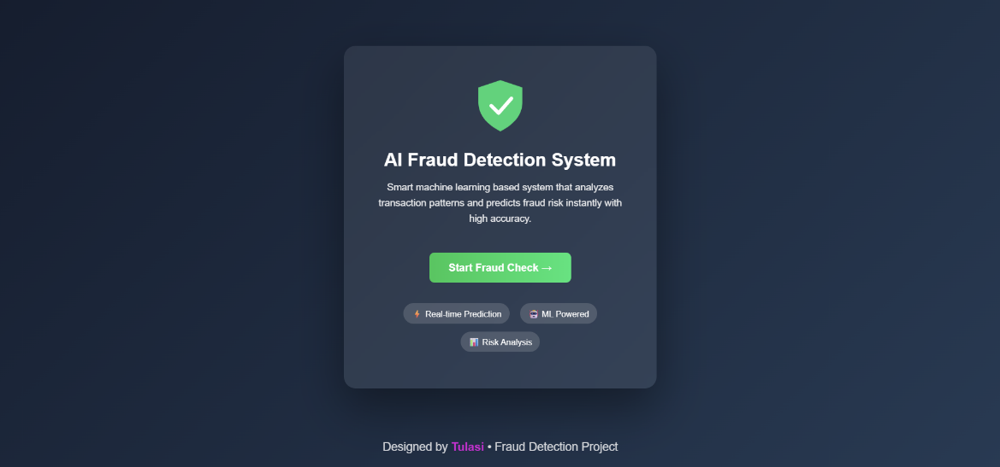 AI Fraud Detection System
Smart machine learning based system that analyzes
transaction patterns and predicts fraud risk instantly with
high accuracy.
Start Fraud Check →
⚡ Real-time Prediction
🤖 ML Powered
📊 Risk Analysis
Designed by Tulasi • Fraud Detection Project